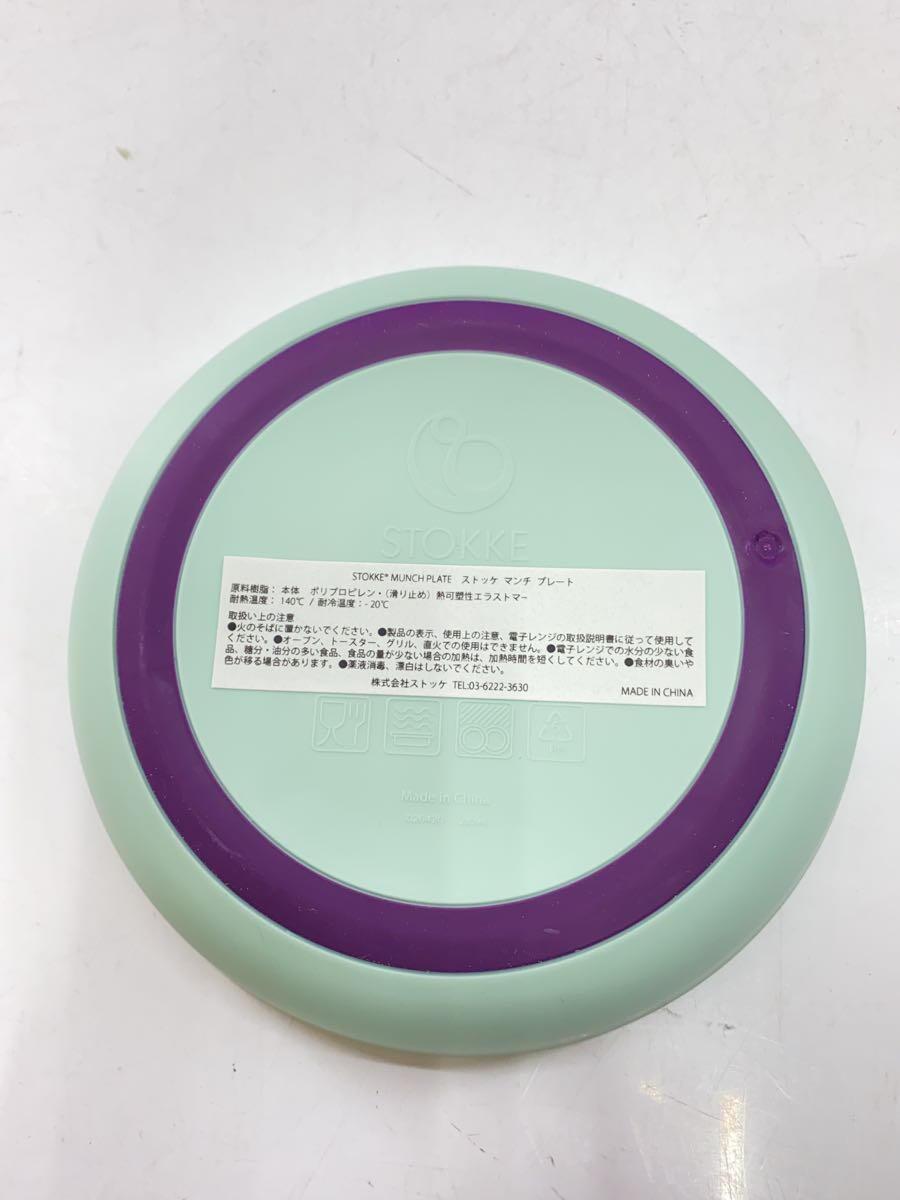 STOKKE
STOKKE® MUNCH PLATE ストッケ マンチ プレート
原料樹脂： 本体 ポリプロピレン・（滑り止め）熱可塑性エラストマー
耐熱温度： 140℃ / 耐冷温度：- 20℃
取扱い上の注意
●火のそばに置かないでください。●製品の表示、使用上の注意、電子レンジの取扱説明書に従って使用して
ください。●オーブン、トースター、グリル、直火での使用はできません。●電子レンジでの水分の少ない食
品、糖分・油分の多い食品、食品の量が少ない場合の加熱は、加熱時間を短くしてください。●食材の臭いや
色が移る場合があります。●薬液消毒、漂白はしないでください。
株式会社ストッケ TEL:03-6222-3630 MADE IN CHINA
Made in China